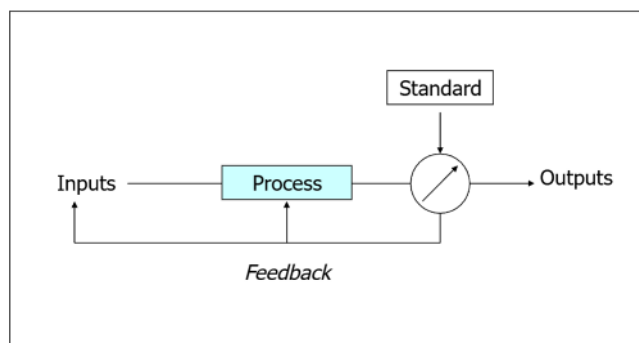 Standard
Inputs
Process
Outputs
Feedback